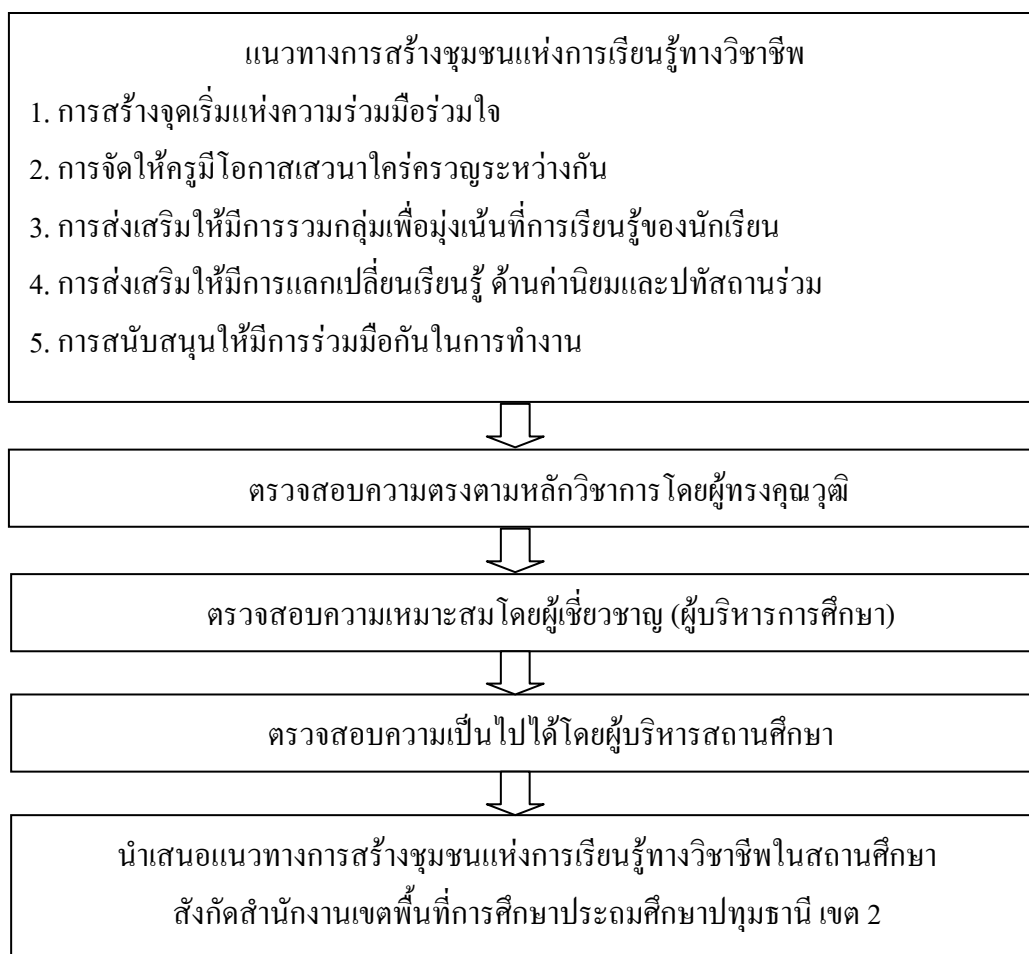 แนวทางการสร้างชุมชนแห่งการเรียนรู้ทางวิชาชีพ
1. การสร้างจุดเริ่มแห่งความร่วมมือร่วมใจ
2. การจัดให้ครูมีโอกาสเสวนาใคร่ครวญระหว่างกัน
3. การส่งเสริมให้มีการรวมกลุ่มเพื่อมุ่งเน้นที่การเรียนรู้ของนักเรียน
4. การส่งเสริมให้มีการแลกเปลี่ยนเรียนรู้ ด้านค่านิยมและปทัสถานร่วม
5. การสนับสนุนให้มีการร่วมมือกันในการทำงาน
ตรวจสอบความตรงตามหลักวิชาการโดยผู้ทรงคุณวุฒิ
ตรวจสอบความเหมาะสมโดยผู้เชี่ยวชาญ (ผู้บริหารการศึกษา)
ตรวจสอบความเป็นไปได้โดยผู้บริหารสถานศึกษา
นำเสนอแนวทางการสร้างชุมชนแห่งการเรียนรู้ทางวิชาชีพในสถานศึกษา
สังกัดสำนักงานเขตพื้นที่การศึกษาประถมศึกษาปทุมธานี เขต 2